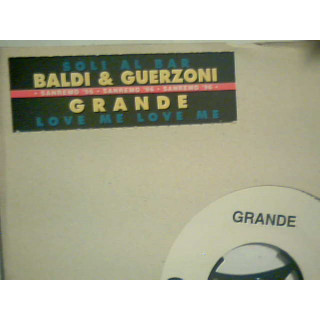 SOLI AL BAR
BALDI & GUERZONI
- SANREMO '96 - SANREMO '96 - SANREMO '96 -
GRANDE
LOVE ME LOVE ME
GRANDE